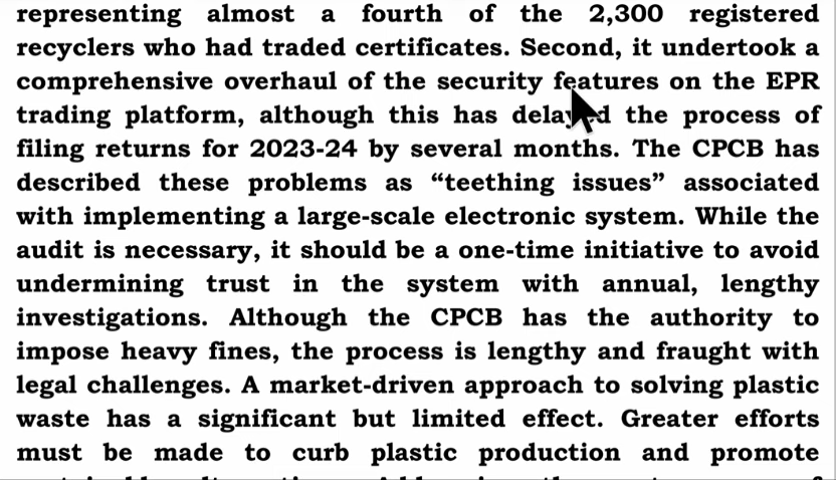 representing almost a fourth of the 2,300 registered
recyclers who had traded certificates. Second, it undertook a
comprehensive overhaul of the security features on the EPR
trading platform, although this has delayed the process of
filing returns for 2023-24 by several months. The CPCB has
described these problems as “teething issues” associated
with implementing a large-scale electronic system. While the
audit is necessary, it should be a one-time initiative to avoid
undermining trust in the system with annual, lengthy
investigations. Although the CPCB has the authority to
impose heavy fines, the process is lengthy and fraught with
legal challenges. A market-driven approach to solving plastic
waste has a significant but limited effect. Greater efforts
must be made to curb plastic production and promote